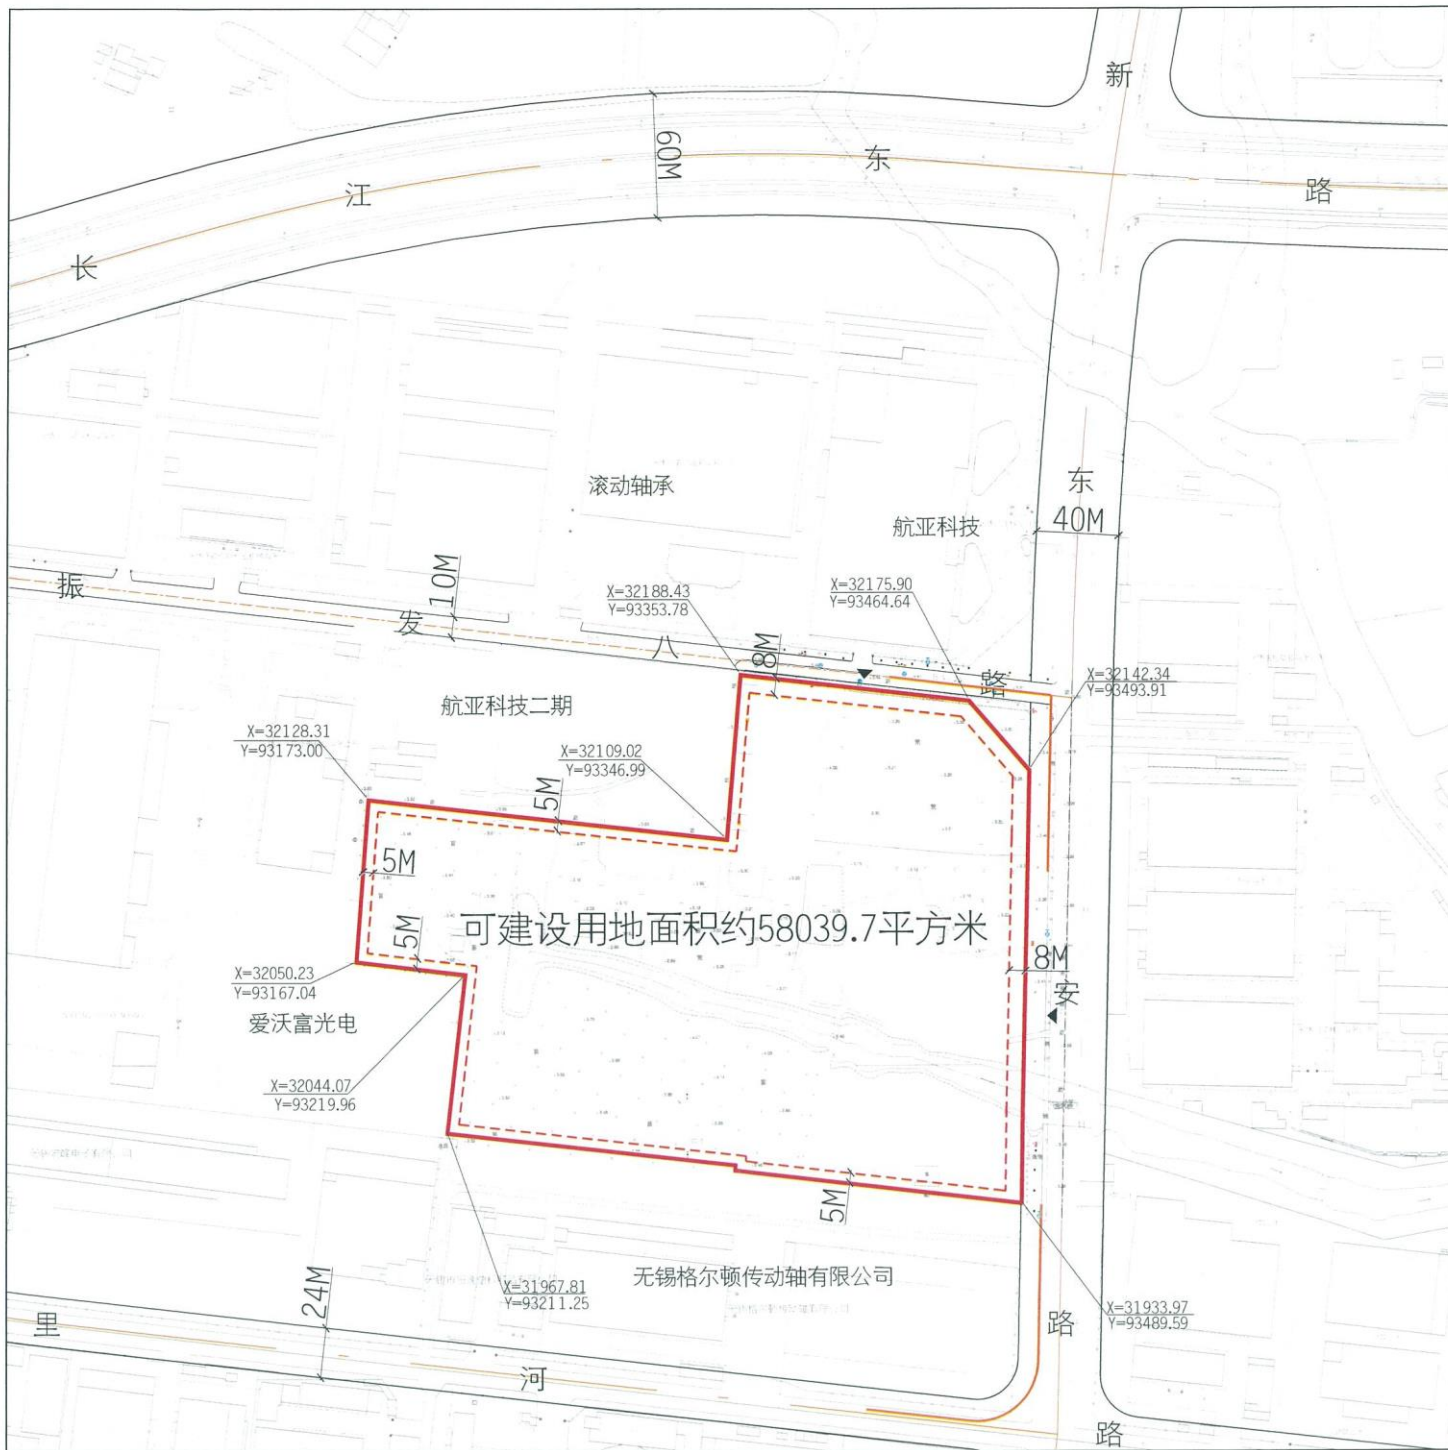 新
东
路
江
长
60M
滚动轴承
航亚科技
东
40M
振
发
10M
八
路
X=32188.43
Y=93353.78
X=32175.90
Y=93464.64
8M
X=32142.34
Y=93493.91
航亚科技二期
X=32128.31
Y=93173.00
X=32109.02
Y=93346.99
5M
5M
可建设用地面积约58039.7平方米
5M
8M
安
X=32050.23
Y=93167.04
爱沃富光电
X=32044.07
Y=93219.96
5M
无锡格尔顿传动轴有限公司
X=31967.81
Y=93211.25
X=31933.97
Y=93489.59
路
24M
里
河
路